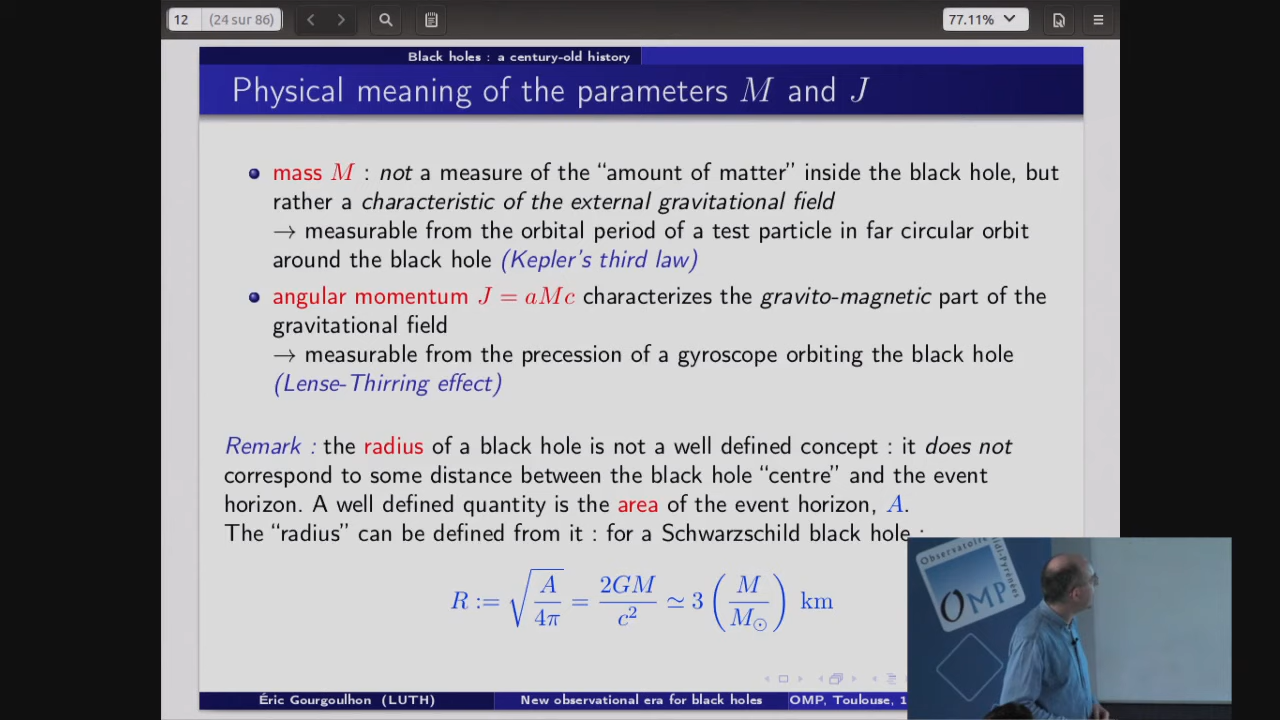 12 (24 sur 86) 77.11%
Black holes : a century-old history
Physical meaning of the parameters M and J
mass M : not a measure of the “amount of matter” inside the black hole, but
rather a characteristic of the external gravitational field
→ measurable from the orbital period of a test particle in far circular orbit
around the black hole (Kepler’s third law)
angular momentum J = aMc characterizes the gravito-magnetic part of the
gravitational field
→ measurable from the precession of a gyroscope orbiting the black hole
(Lense-Thirring effect)
Remark : the radius of a black hole is not a well defined concept : it does not
correspond to some distance between the black hole “centre” and the event
horizon. A well defined quantity is the area of the event horizon, A.
The “radius” can be defined from it : for a Schwarzschild black hole :
R := √(A/4π) = 2GM/c² ≃ 3 (M/M☉) km
Observatoire Midi-Pyrénées
OMP
Éric Gourgoulhon (LUTH) New observational era for black holes OMP, Toulouse, 1